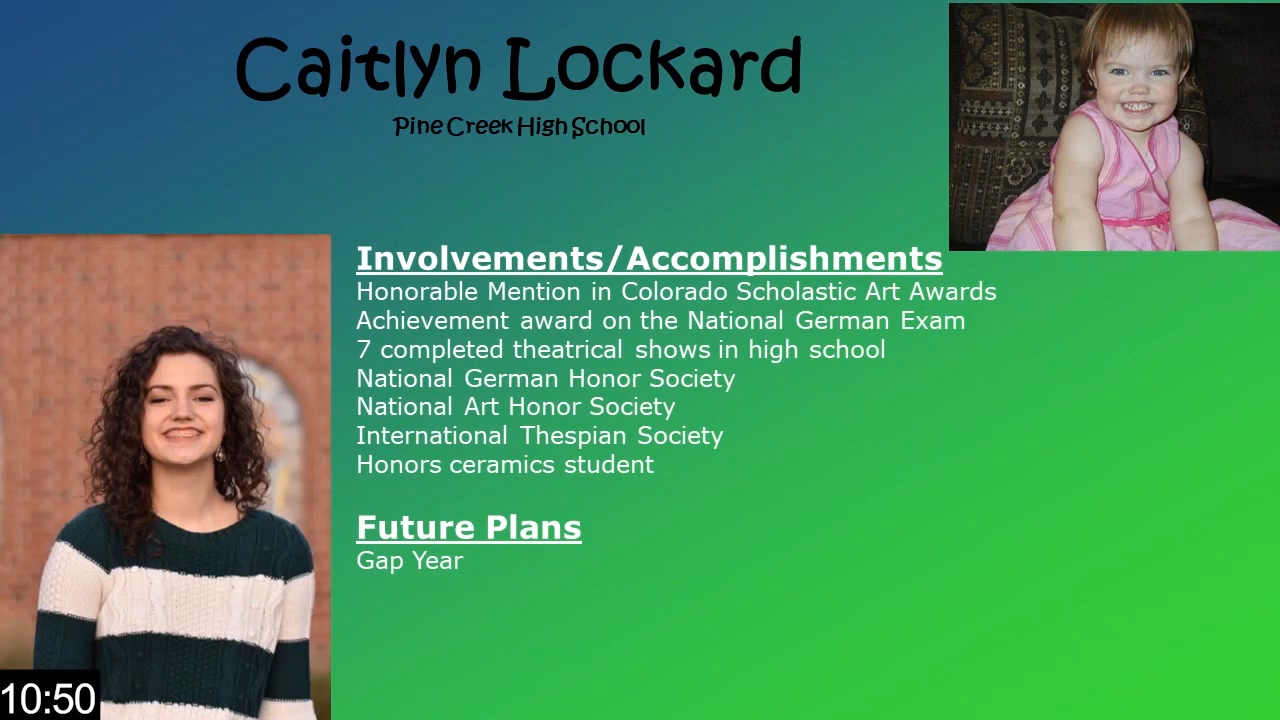 Caitlyn Lockard
Pine Creek High School
Involvements/Accomplishments
Honorable Mention in Colorado Scholastic Art Awards
Achievement award on the National German Exam
7 completed theatrical shows in high school
National German Honor Society
National Art Honor Society
International Thespian Society
Honors ceramics student
Future Plans
Gap Year
10:50